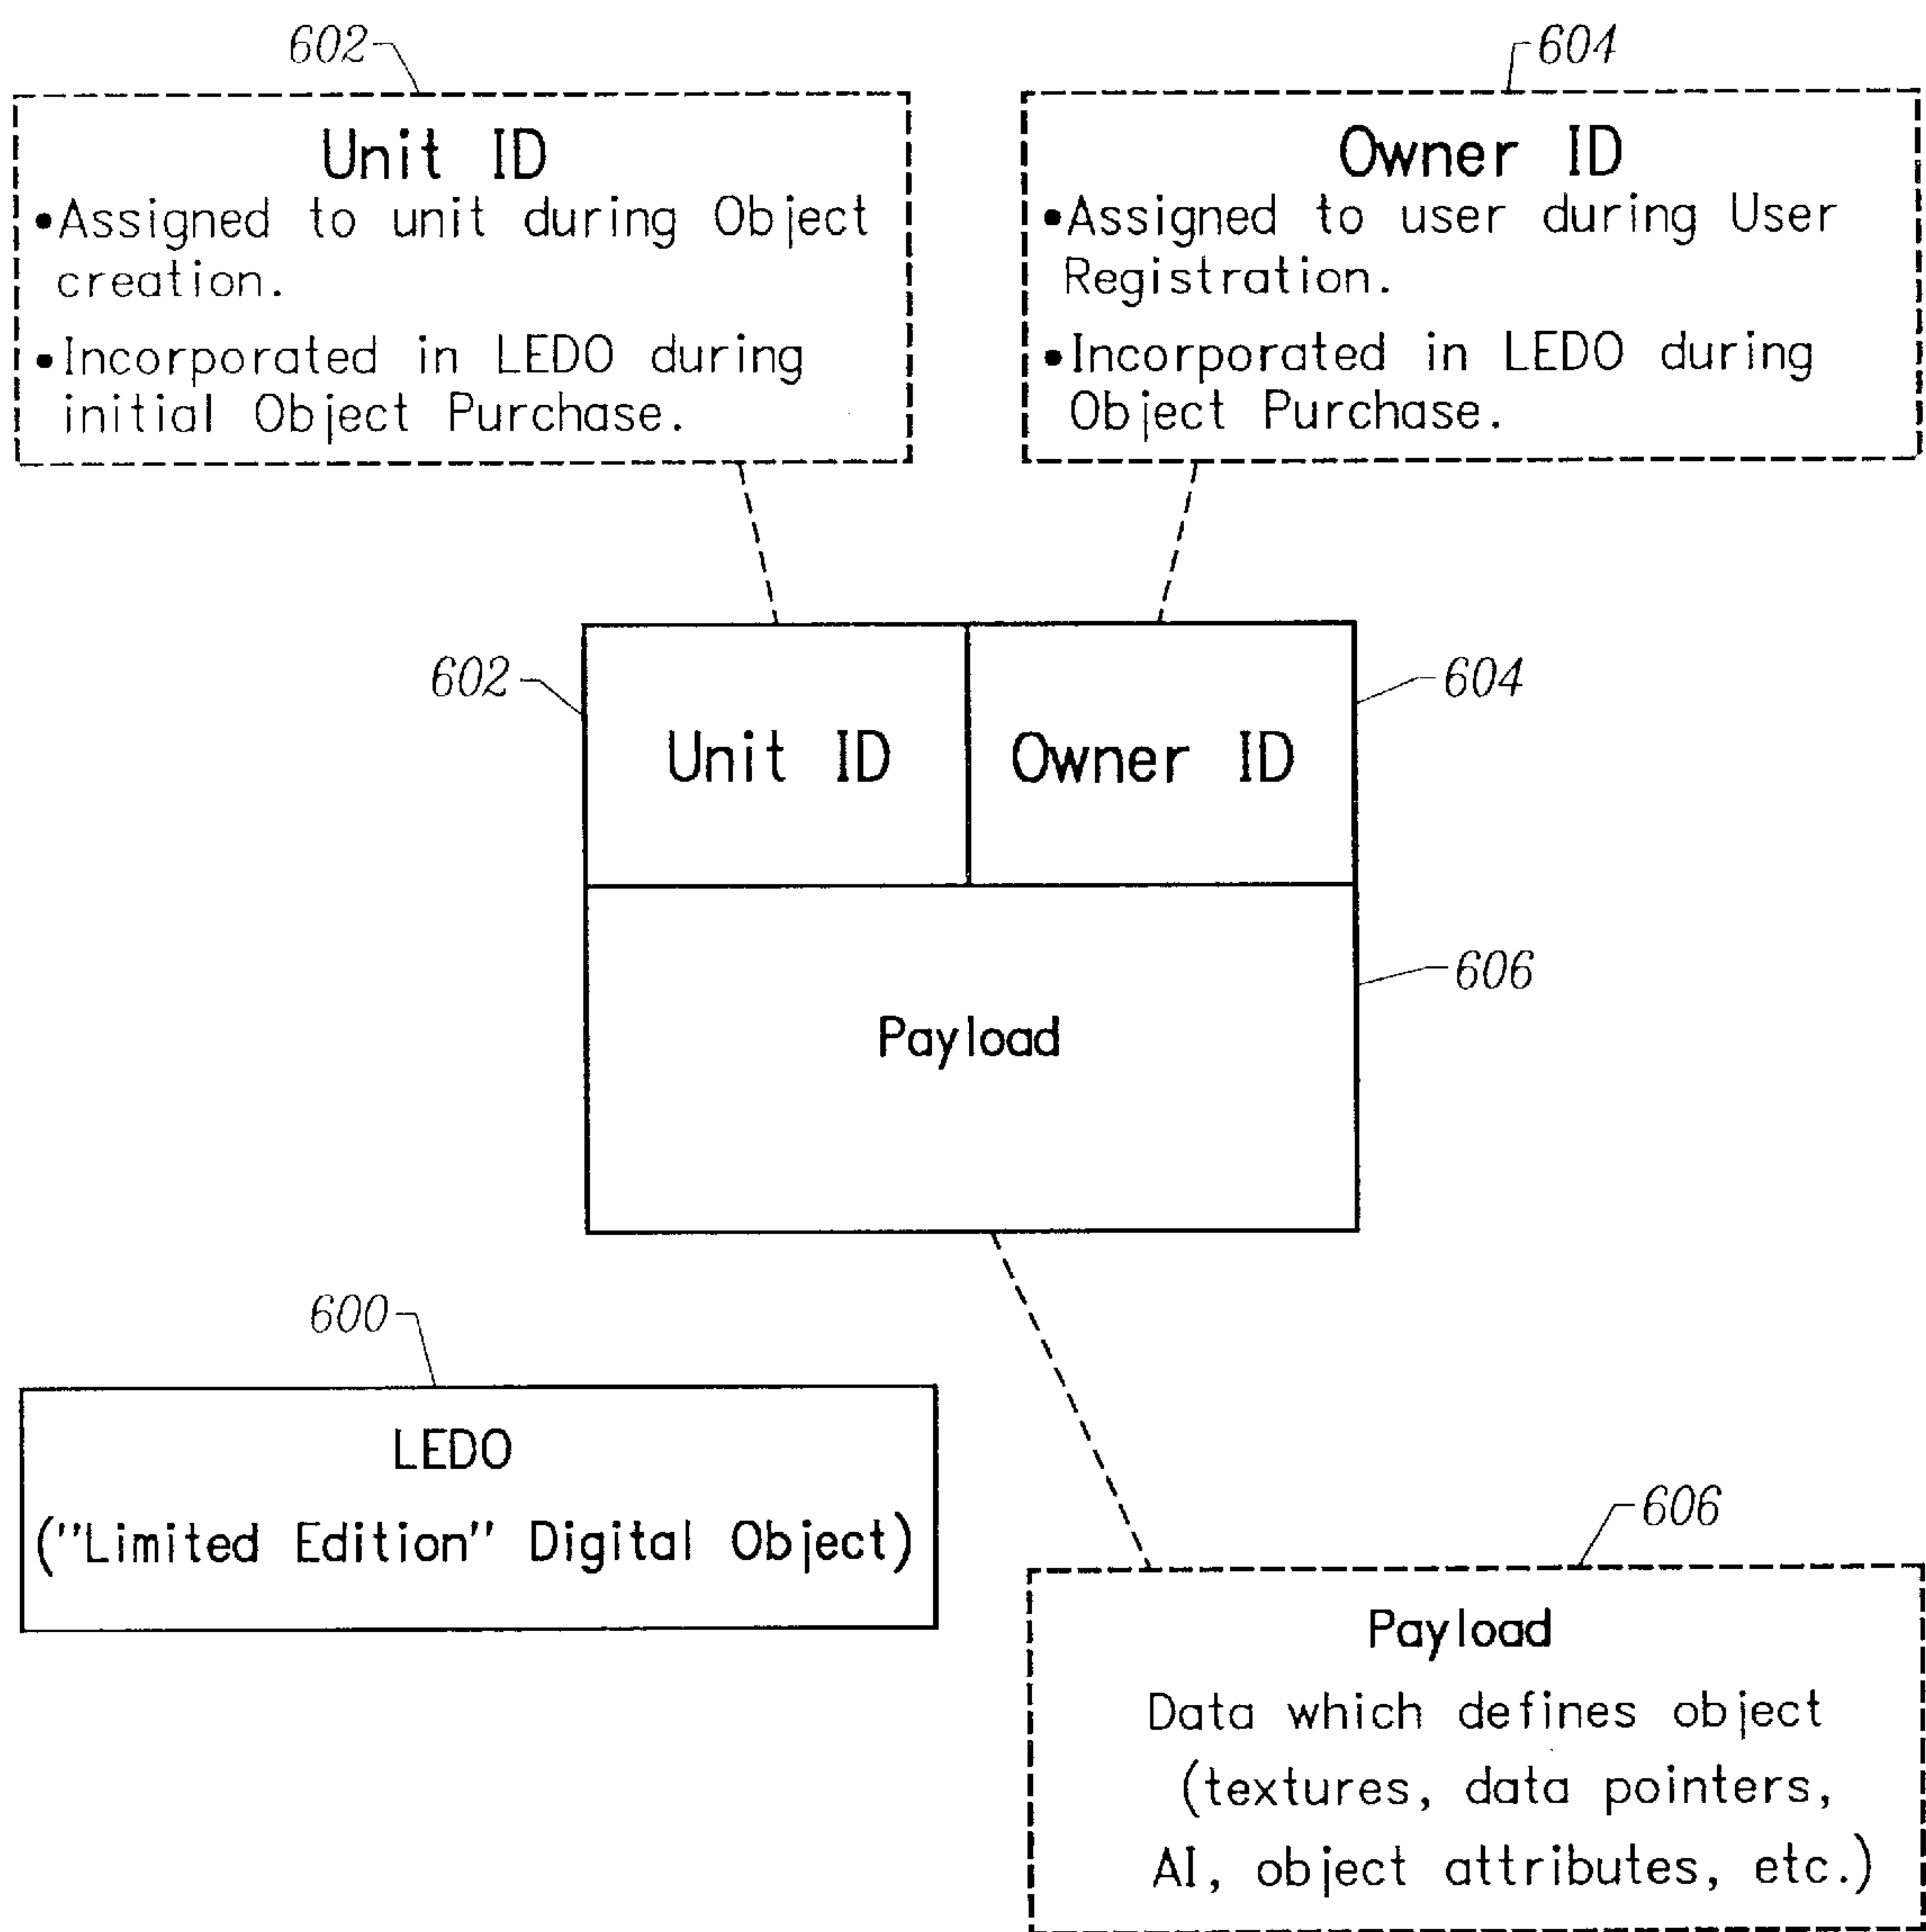 602
604
Unit ID
•Assigned to unit during Object
creation.
•Incorporated in LEDO during
initial Object Purchase.
Owner ID
•Assigned to user during User
Registration.
•Incorporated in LEDO during
Object Purchase.
602
604
Unit ID
Owner ID
606
Payload
600
LEDO
("Limited Edition" Digital Object)
606
Payload
Data which defines object
(textures, data pointers,
AI, object attributes, etc.)